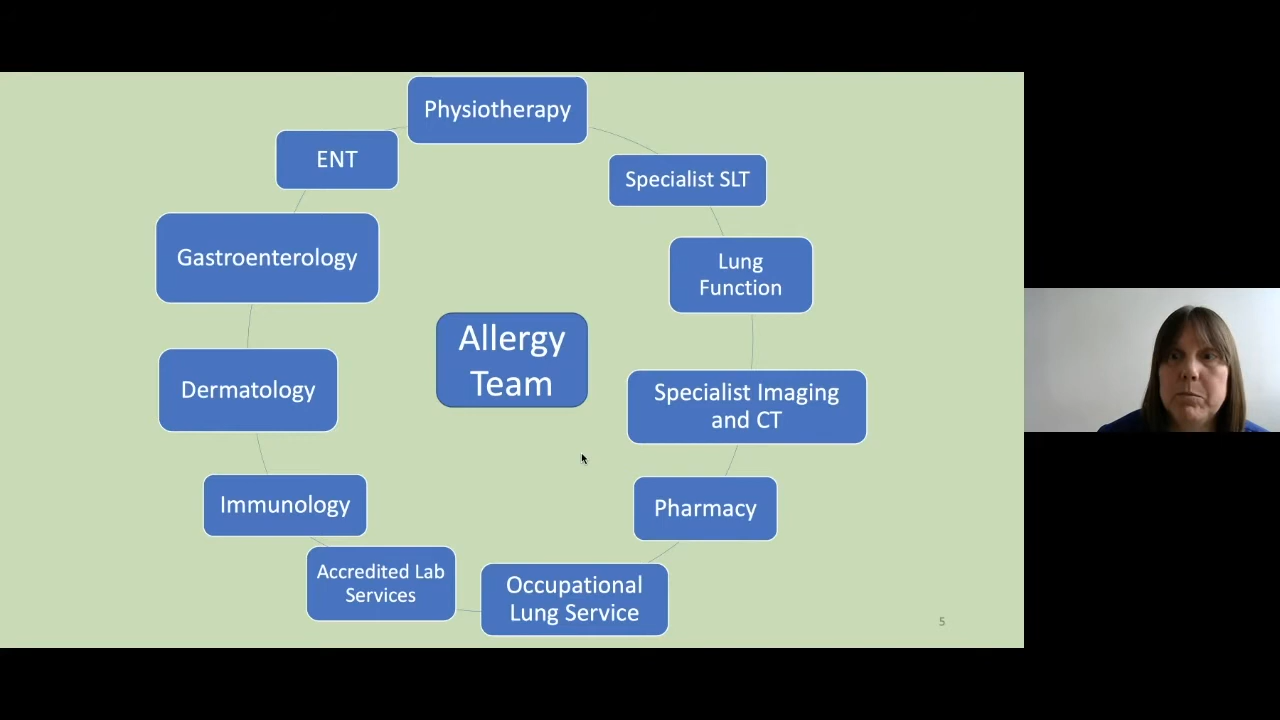 Physiotherapy
ENT
Specialist SLT
Gastroenterology
Lung
Function
Allergy
Team
Dermatology
Specialist Imaging
and CT
Immunology
Pharmacy
Accredited Lab
Services
Occupational
Lung Service
5